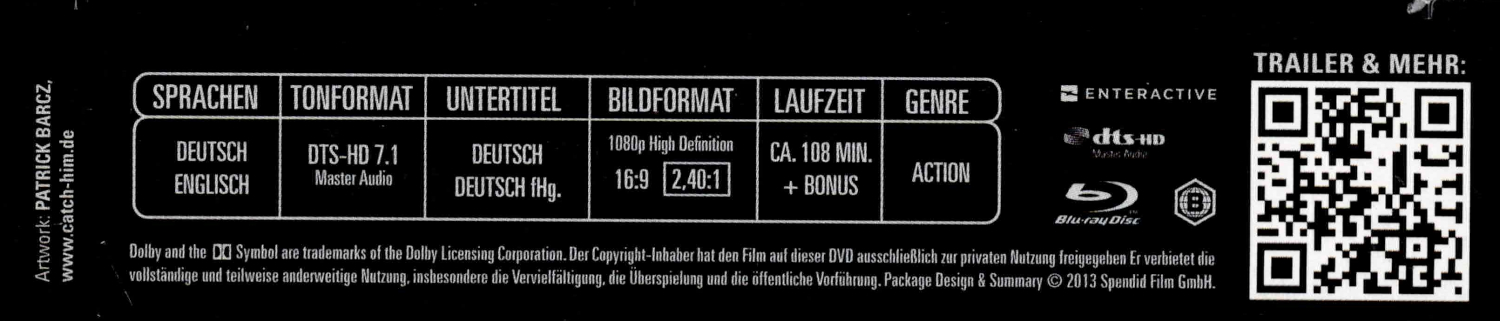 Artwork: PATRICK BARCZ,
www.catch-him.de
SPRACHEN
DEUTSCH
ENGLISCH
TONFORMAT
DTS-HD 7.1
Master Audio
UNTERTITEL
DEUTSCH
DEUTSCH fHg.
BILDFORMAT
1080p High Definition
16:9 2,40:1
LAUFZEIT
CA. 108 MIN.
+ BONUS
GENRE
ACTION
ENTERACTIVE
dts-HD
Master Audio
Blu-ray Disc
TRAILER & MEHR:
Dolby and the Symbol are trademarks of the Dolby Licensing Corporation. Der Copyright-Inhaber hat den Film auf dieser DVD ausschließlich zur privaten Nutzung freigegeben Er verbietet die
vollständige und teilweise anderweitige Nutzung, insbesondere die Vervielfältigung, die Überspielung und die öffentliche Vorführung. Package Design & Summary © 2013 Spendid Film GmbH.